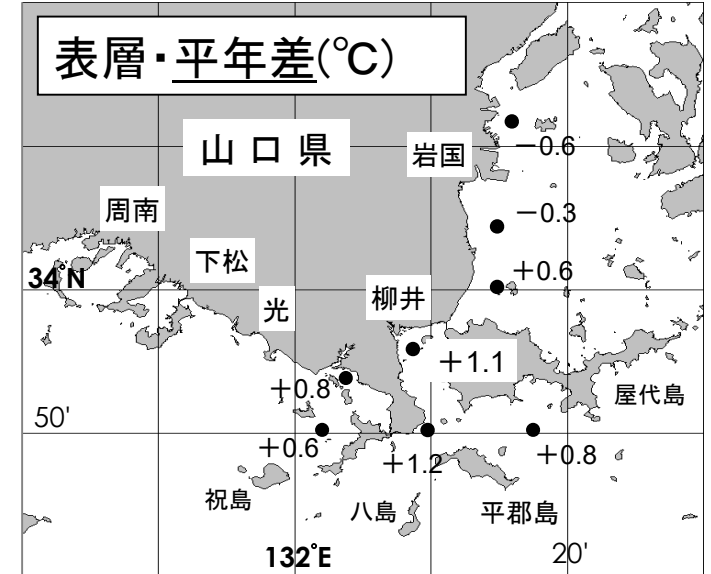 表層・平年差(℃)
山口県
岩国
－0.6
周南
－0.3
下松
34°N
＋0.6
光
柳井
＋1.1
＋0.8
屋代島
50'
＋0.6
＋1.2
＋0.8
祝島
八島
平郡島
132°E
20'